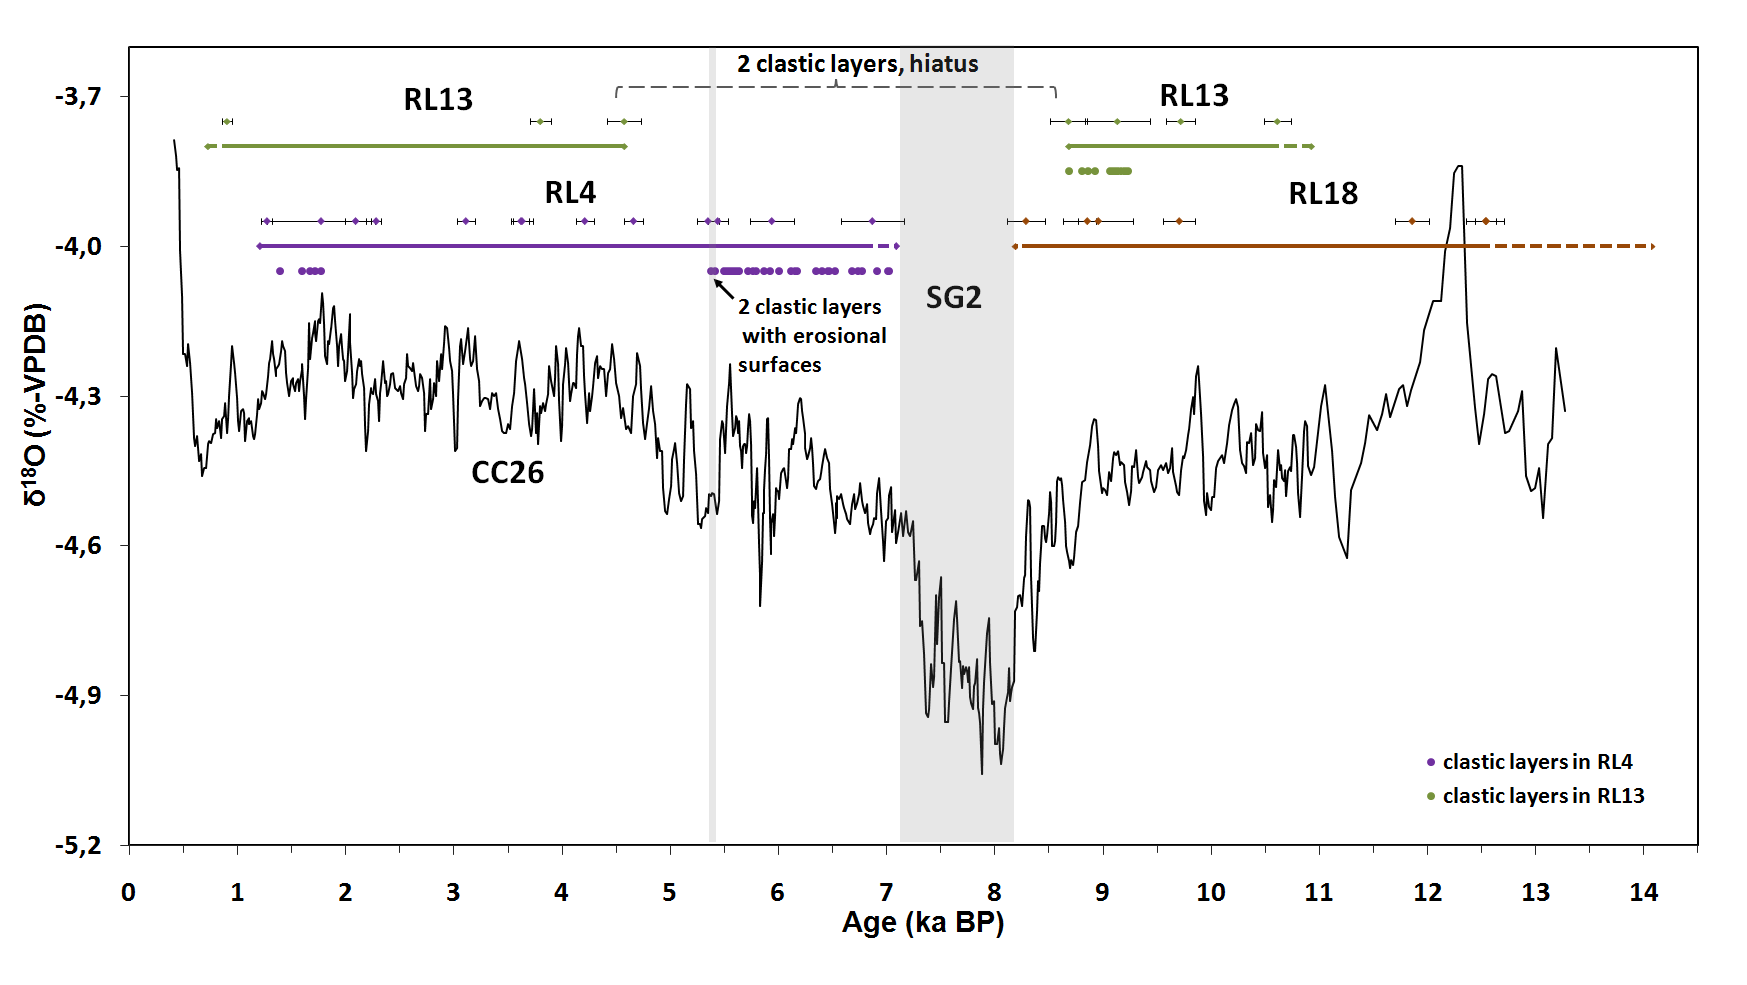 2 clastic layers, hiatus
-3,7
RL13
RL13
RL4
RL18
-4,0
SG2
2 clastic layers
with erosional
surfaces
-4,3
CC26
δ18O (%-VPDB)
-4,6
-4,9
clastic layers in RL4
clastic layers in RL13
-5,2
0 1 2 3 4 5 6 7 8 9 10 11 12 13 14
Age (ka BP)